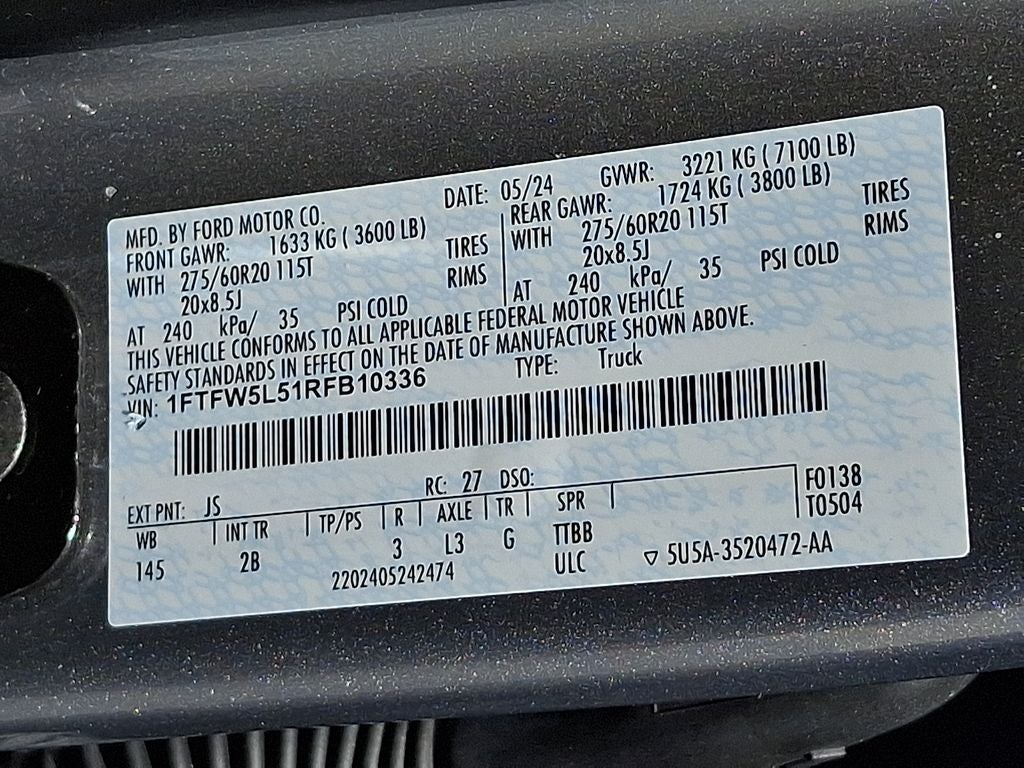 MFD. BY FORD MOTOR CO. DATE: 05/24 GVWR: 3221 KG ( 7100 LB)
FRONT GAWR: 1633 KG ( 3600 LB) REAR GAWR: 1724 KG ( 3800 LB)
WITH 275/60R20 115T TIRES WITH 275/60R20 115T TIRES
20x8.5J RIMS 20x8.5J RIMS
AT 240 kPa/ 35 PSI COLD AT 240 kPa/ 35 PSI COLD
THIS VEHICLE CONFORMS TO ALL APPLICABLE FEDERAL MOTOR VEHICLE
SAFETY STANDARDS IN EFFECT ON THE DATE OF MANUFACTURE SHOWN ABOVE.
VIN: 1FTFW5L51RFB10336 TYPE: Truck
EXT PNT: JS RC: 27 DSO: F0138
WB INT TR TP/PS R AXLE TR SPR T0504
145 2B 3 L3 G TTBB
2202405242474 ULC 5U5A-3520472-AA